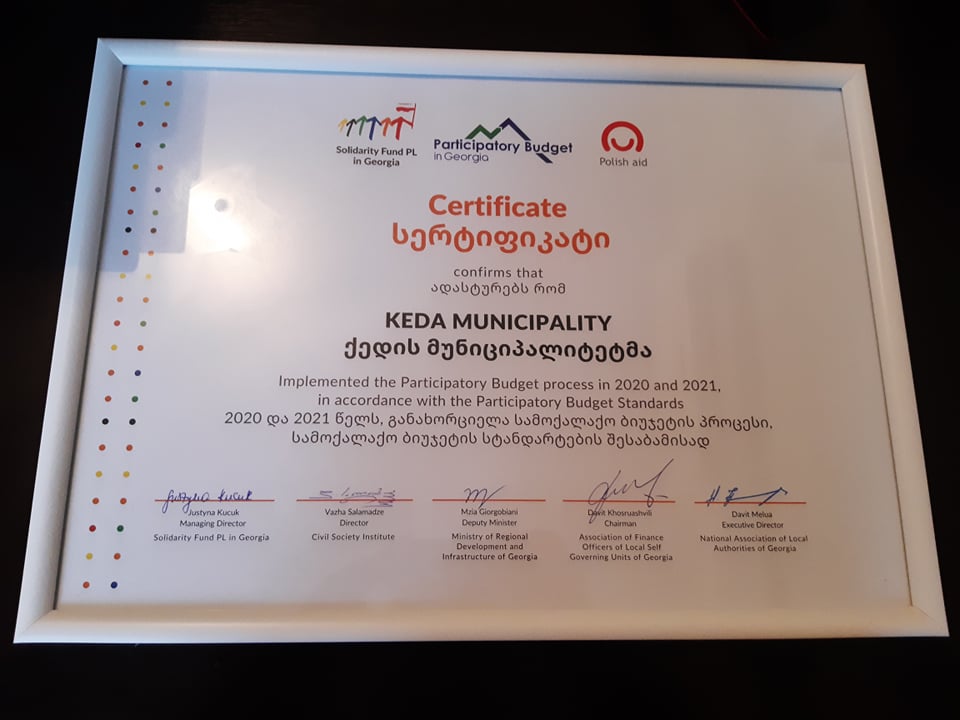 Solidarity Fund PL
in Georgia
Participatory Budget
in Georgia
Polish aid
Certificate
სერტიფიკატი
confirms that
ადასტურებს რომ
KEDA MUNICIPALITY
ქედის მუნიციპალიტეტმა
Implemented the Participatory Budget process in 2020 and 2021,
in accordance with the Participatory Budget Standards
2020 და 2021 წელს, განახორციელა სამოქალაქო ბიუჯეტის პროცესი,
სამოქალაქო ბიუჯეტის სტანდარტების შესაბამისად
Justyna Kucuk
Justyna Kucuk
Managing Director
Solidarity Fund PL in Georgia
Vazha Salamadze
Director
Civil Society Institute
Mzia Giorgobiani
Deputy Minister
Ministry of Regional
Development and
Infrastructure of Georgia
Davit Khosruashvili
Chairman
Association of Finance
Officers of Local Self
Governing Units of Georgia
Davit Melua
Executive Director
National Association of Local
Authorities of Georgia